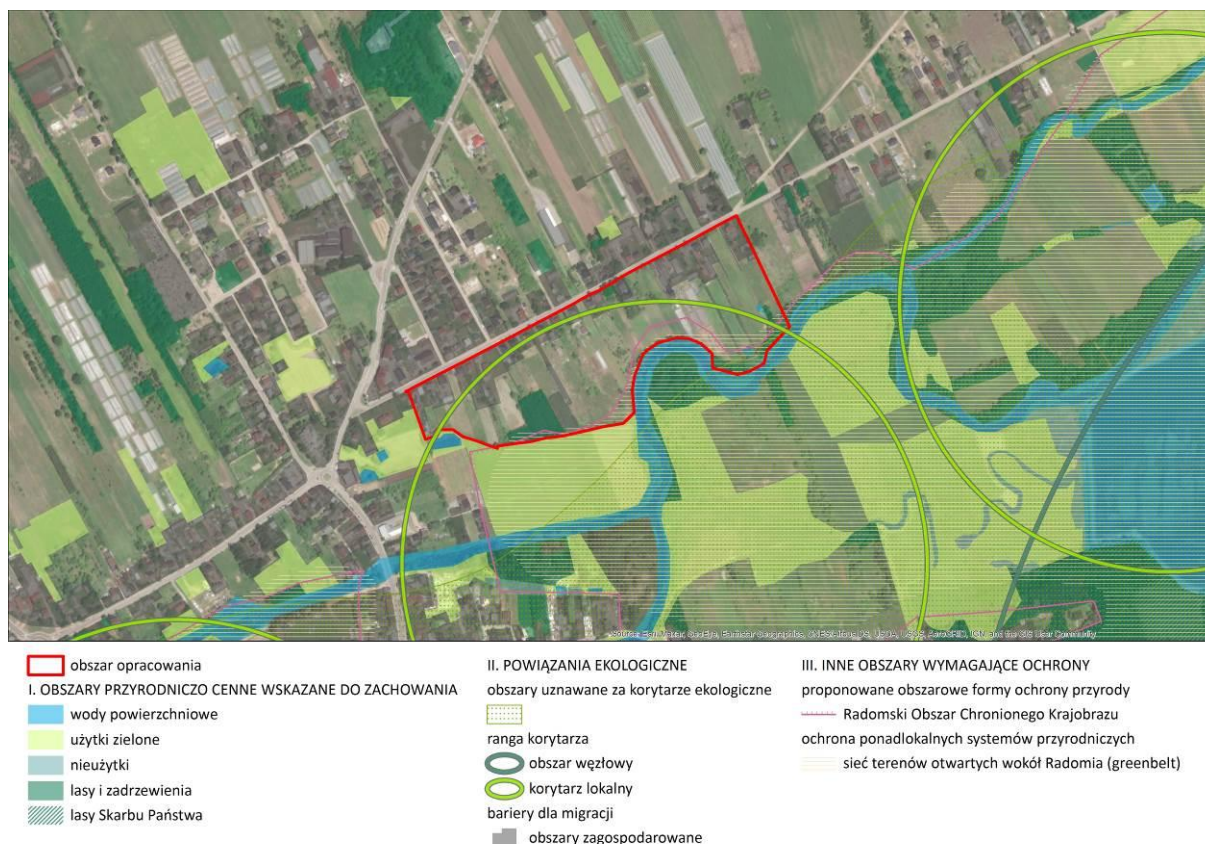 obszar opracowania
I. OBSZARY PRZYRODNICZO CENNE WSKAZANE DO ZACHOWANIA
wody powierzchniowe
użytki zielone
nieużytki
lasy i zadrzewienia
lasy Skarbu Państwa
II. POWIĄZANIA EKOLOGICZNE
obszary uznawane za korytarze ekologiczne
ranga korytarza
obszar węzłowy
korytarz lokalny
bariery dla migracji
obszary zagospodarowane
III. INNE OBSZARY WYMAGAJĄCE OCHRONY
proponowane obszarowe formy ochrony przyrody
Radomski Obszar Chronionego Krajobrazu
ochrona ponadlokalnych systemów przyrodniczych
sieć terenów otwartych wokół Radomia (greenbelt)